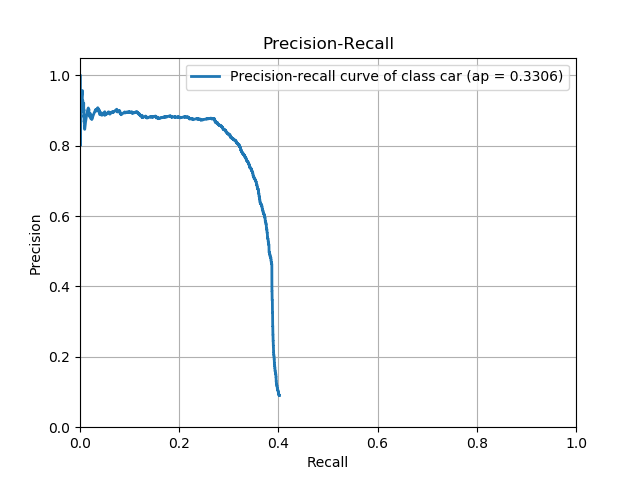 Precision-Recall
Precision-recall curve of class car (ap = 0.3306)
1.0
0.8
0.6
0.4
0.2
0.0
Precision
0.0 0.2 0.4 0.6 0.8 1.0
Recall